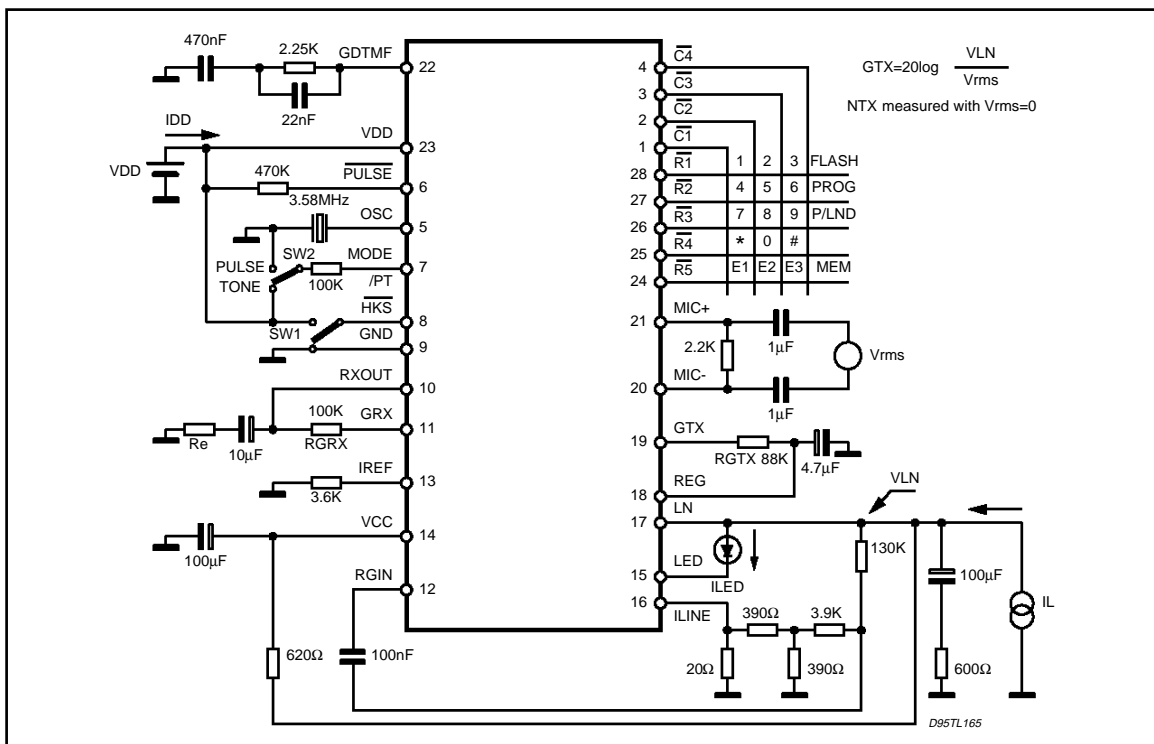 470nF
2.25K
GDTMF
22
22nF
IDD
VDD
VDD
23
470K
PULSE
6
3.58MHz
OSC
5
SW2
MODE
7
PULSE
TONE
100K
/PT
HKS
8
SW1
GND
9
RXOUT
10
100K
GRX
11
Re
10µF
RGRX
IREF
13
3.6K
VCC
14
100µF
RGIN
12
620Ω
100nF
4
C4
3
C3
2
C2
1
C1
1 2 3 FLASH
28
R1
4 5 6 PROG
27
R2
7 8 9 P/LND
26
R3
* 0 #
25
R4
E1 E2 E3 MEM
24
R5
21
MIC+
2.2K
1µF
Vrms
20
MIC-
1µF
19
GTX
RGTX 88K
4.7µF
18
REG
VLN
17
LN
130K
LED
15
ILED
100µF
IL
16
ILINE
390Ω
3.9K
20Ω
390Ω
600Ω
GTX=20log VLN
Vrms
NTX measured with Vrms=0
D95TL165